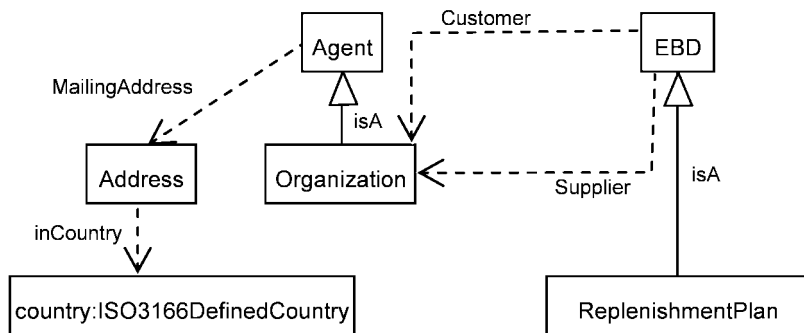 Customer
Agent
EBD
MailingAddress
isA
Address
Organization
Supplier
isA
inCountry
country:ISO3166DefinedCountry
ReplenishmentPlan